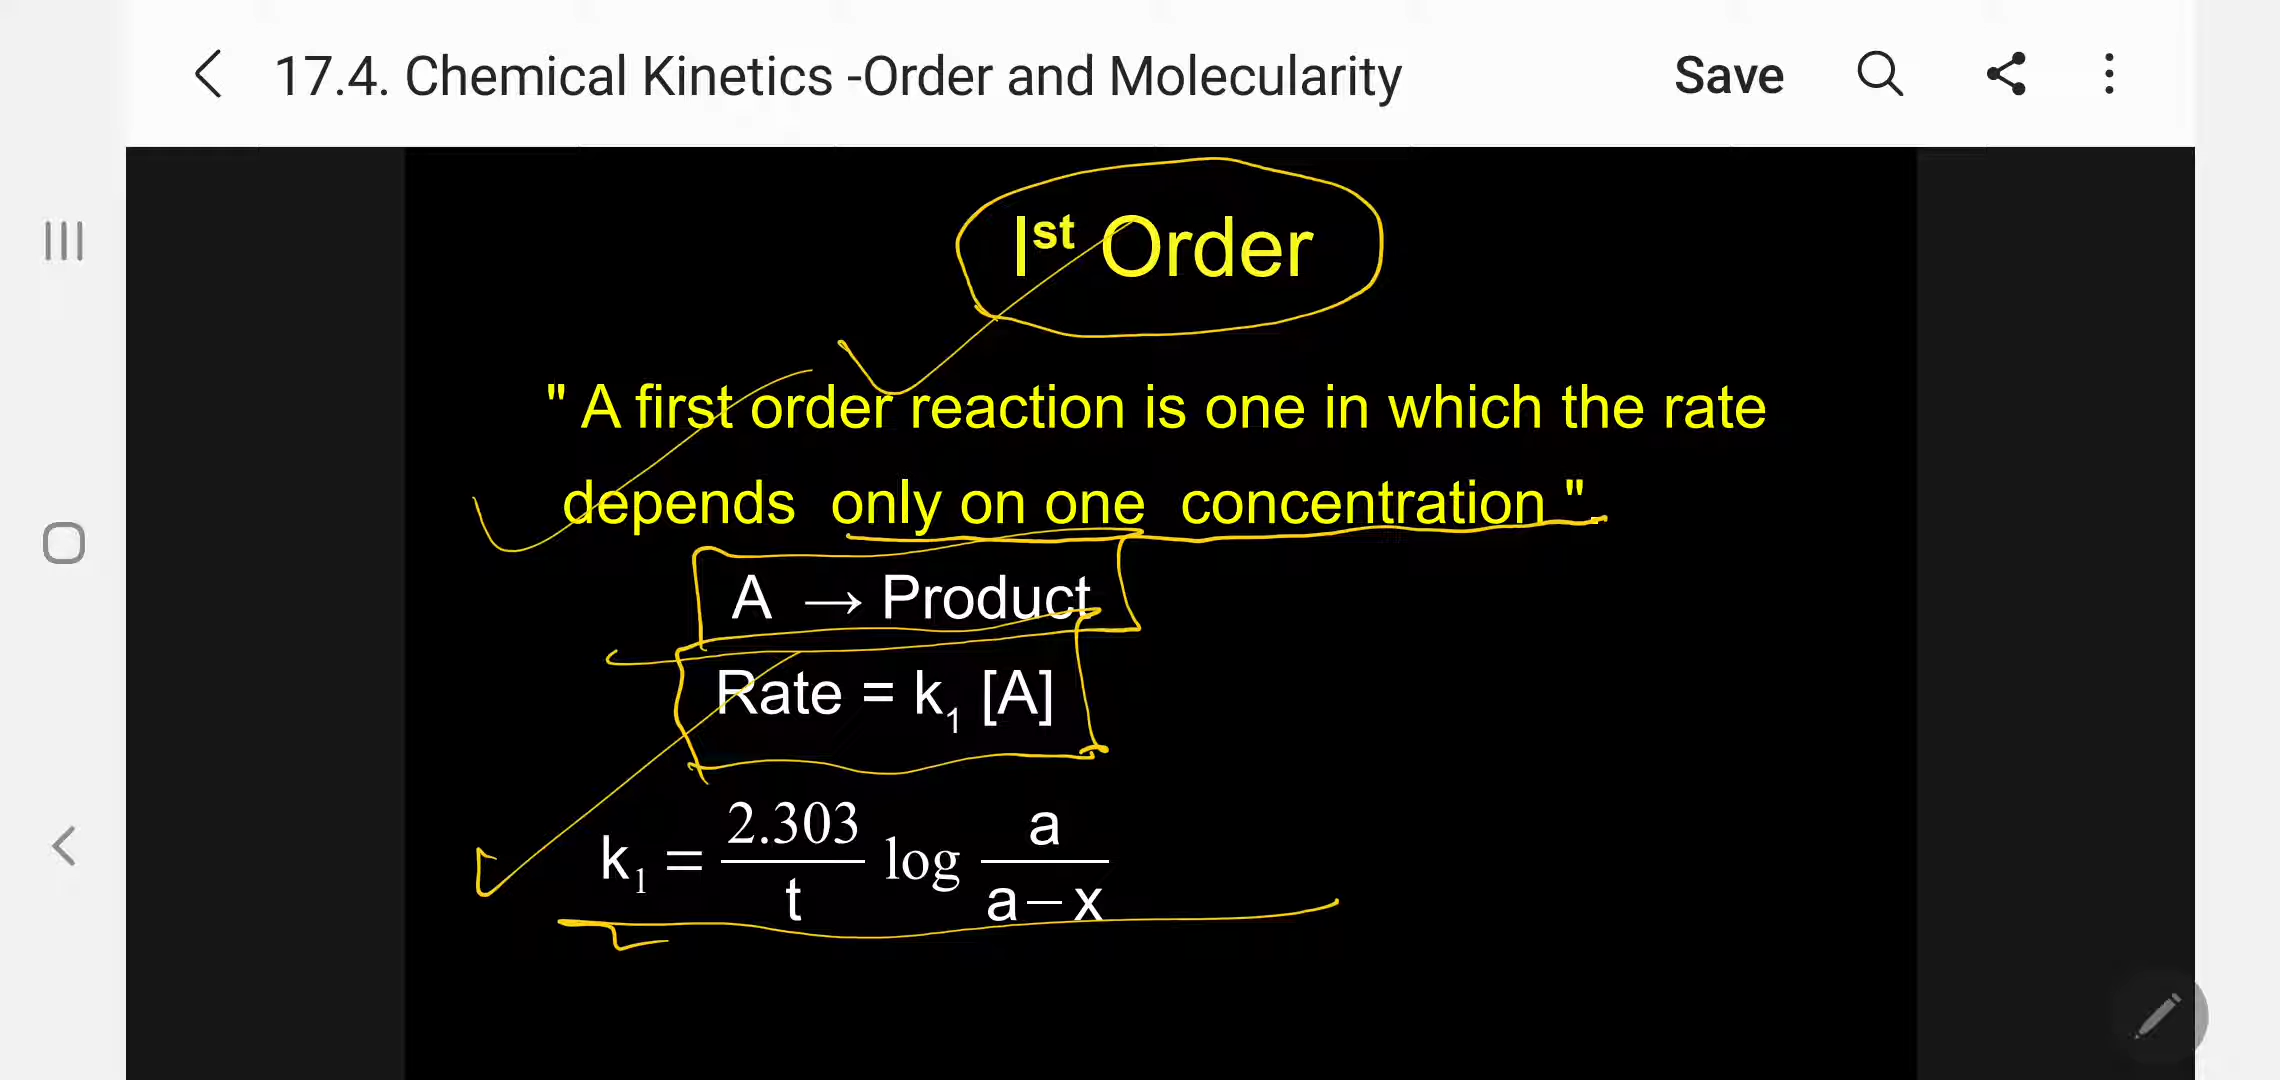 17.4. Chemical Kinetics -Order and Molecularity
Save
Iˢᵗ Order
" A first order reaction is one in which the rate
depends only on one concentration ".
A → Product
Rate = k₁ [A]
k₁ = 2.303/t log a/a–x